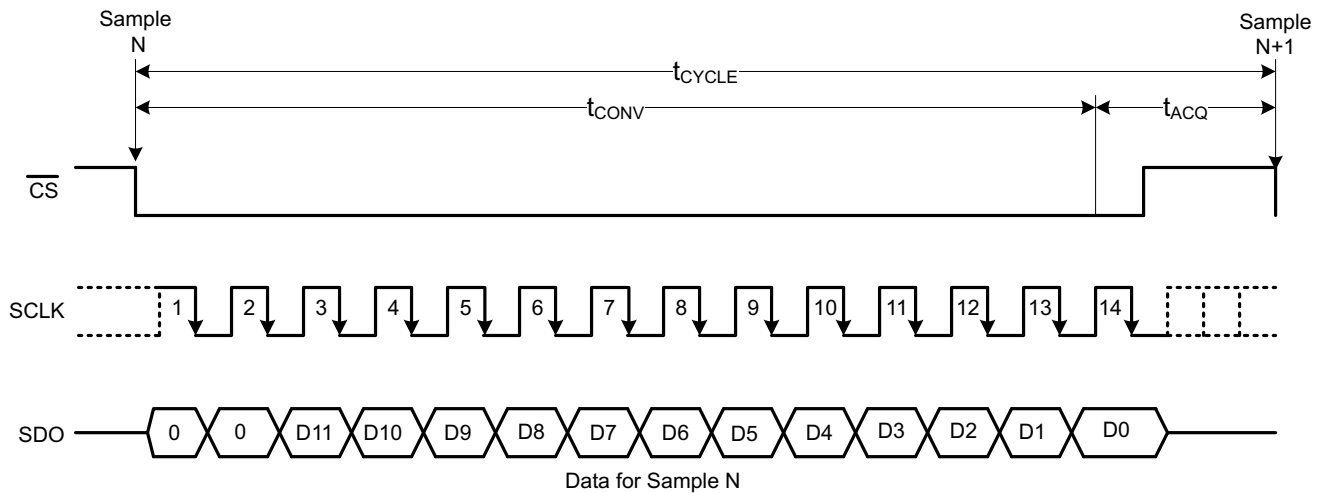 Sample
N
Sample
N+1
tCYCLE
tCONV
tACQ
CS
SCLK
1 2 3 4 5 6 7 8 9 10 11 12 13 14
SDO
0 0 D11 D10 D9 D8 D7 D6 D5 D4 D3 D2 D1 D0
Data for Sample N